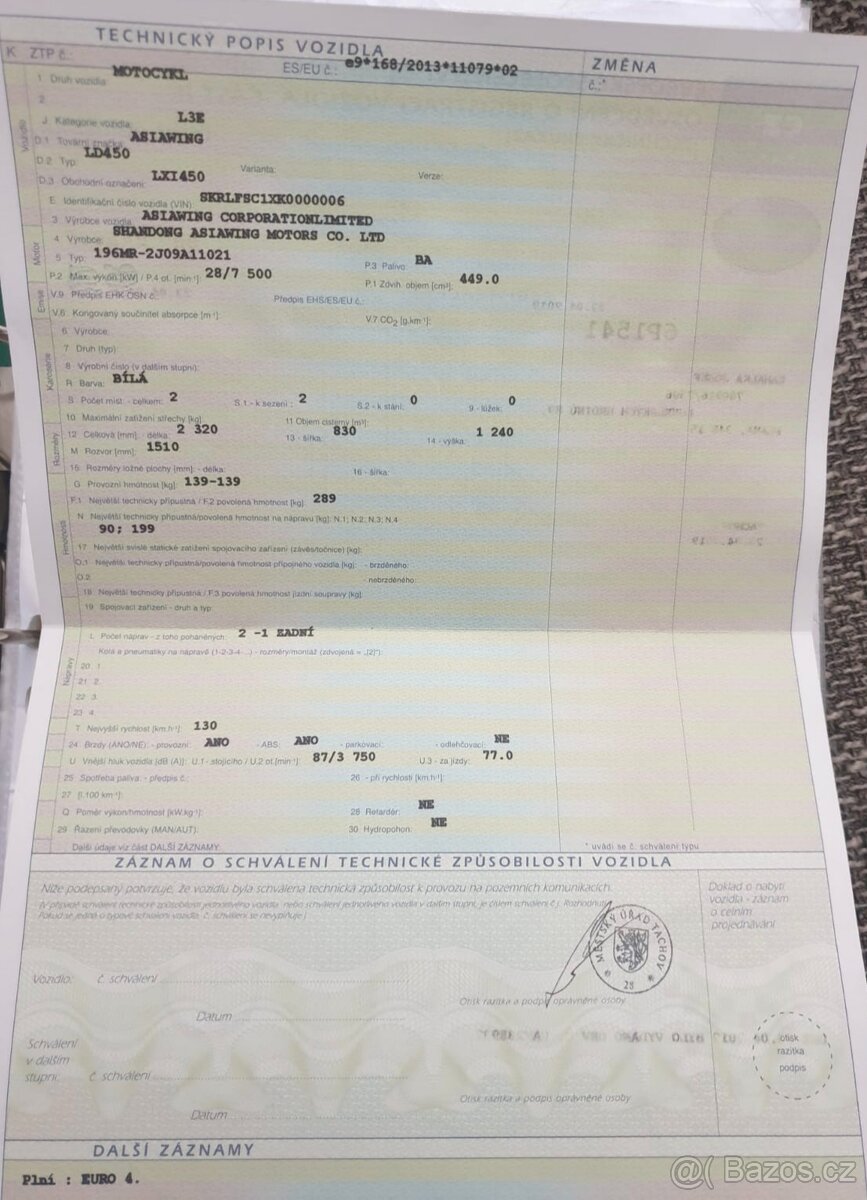 TECHNICKÝ POPIS VOZIDLA
K ZTP č.: ES/EU č.: e9*168/2013*11079*02
ZMĚNA
č.:*
1 Druh vozidla: MOTOCYKL
2
J Kategorie vozidla: L3E
D.1 Tovární značka: ASIAWING
D.2 Typ: LD450
Varianta: Verze:
D.3 Obchodní označení: LXI450
E Identifikační číslo vozidla (VIN): SKRLFSC1XK0000006
3 Výrobce vozidla: ASIAWING CORPORATIONLIMITED
4 Výrobce: SHANDONG ASIAWING MOTORS CO. LTD
5 Typ: 196MR-2J09A11021
P.3 Palivo: BA
P.2 Max. výkon [kW] / P.4 ot. [min⁻¹]: 28/7 500
P.1 Zdvih. objem [cm³]: 449.0
V.9 Předpis EHK OSN č.: Předpis EHS/ES/EU č.:
V.6 Korigovaný součinitel absorpce [m⁻¹]: V.7 CO₂ [g.km⁻¹]:
6 Výrobce:
7 Druh (typ):
8 Výrobní číslo (v dalším stupni):
R Barva: BÍLÁ
S Počet míst - celkem: 2 S.1 - k sezení: 2 S.2 - k stání: 0 9 - lůžek: 0
10 Maximální zatížení střechy [kg]: 11 Objem cisterny [m³]:
12 Celková [mm] - délka: 2 320 13 - šířka: 830 14 - výška: 1 240
M Rozvor [mm]: 1510
15 Rozměry ložné plochy [mm] - délka: 16 - šířka:
G Provozní hmotnost [kg]: 139-139
F.1 Největší technicky přípustná / F.2 povolená hmotnost [kg]: 289
N Největší technicky přípustná/povolená hmotnost na nápravu [kg]: N.1; N.2; N.3; N.4
90; 199
17 Největší svislé statické zatížení spojovacího zařízení (závěs/točnice) [kg]:
O.1 Největší technicky přípustná/povolená hmotnost přípojného vozidla [kg]: - brzděného:
O.2 - nebrzděného:
18 Největší technicky přípustná / F.3 povolená hmotnost jízdní soupravy [kg]:
19 Spojovací zařízení - druh a typ:
L Počet náprav - z toho poháněných: 2 -1 ZADNÍ
Kola a pneumatiky na nápravě (1-2-3-4-...) - rozměry/montáž (zdvojená = „[2]"):
20 1.
21 2.
22 3.
23 4.
T Nejvyšší rychlost [km.h⁻¹]: 130
24 Brzdy (ANO/NE): - provozní: ANO - ABS: ANO - parkovací: - odlehčovací: NE
U Vnější hluk vozidla [dB (A)]: U.1 - stojícího / U.2 ot.[min⁻¹]: 87/3 750 U.3 - za jízdy: 77.0
25 Spotřeba paliva: - předpis č.: 26 - při rychlosti [km.h⁻¹]:
27 [l.100 km⁻¹]:
Q Poměr výkon/hmotnost [kW.kg⁻¹]: 28 Retardér: NE
29 Řazení převodovky (MAN/AUT): 30 Hydropohon: NE
Další údaje viz část DALŠÍ ZÁZNAMY:
* uvádí se č. schválení typu
ZÁZNAM O SCHVÁLENÍ TECHNICKÉ ZPŮSOBILOSTI VOZIDLA
Níže podepsaný potvrzuje, že vozidlu byla schválena technická způsobilost k provozu na pozemních komunikacích.
Doklad o nabytí
vozidla - záznam
o celním
projednávání
MĚSTSKÝ ÚŘAD TACHOV
28
Vozidlo: č. schválení
Otisk razítka a podpis oprávněné osoby
Datum
Schválení
v dalším
stupni: č. schválení
otisk
razítka
podpis
Otisk razítka a podpis oprávněné osoby
Datum
DALŠÍ ZÁZNAMY
Plní : EURO 4.
@( Bazos.cz